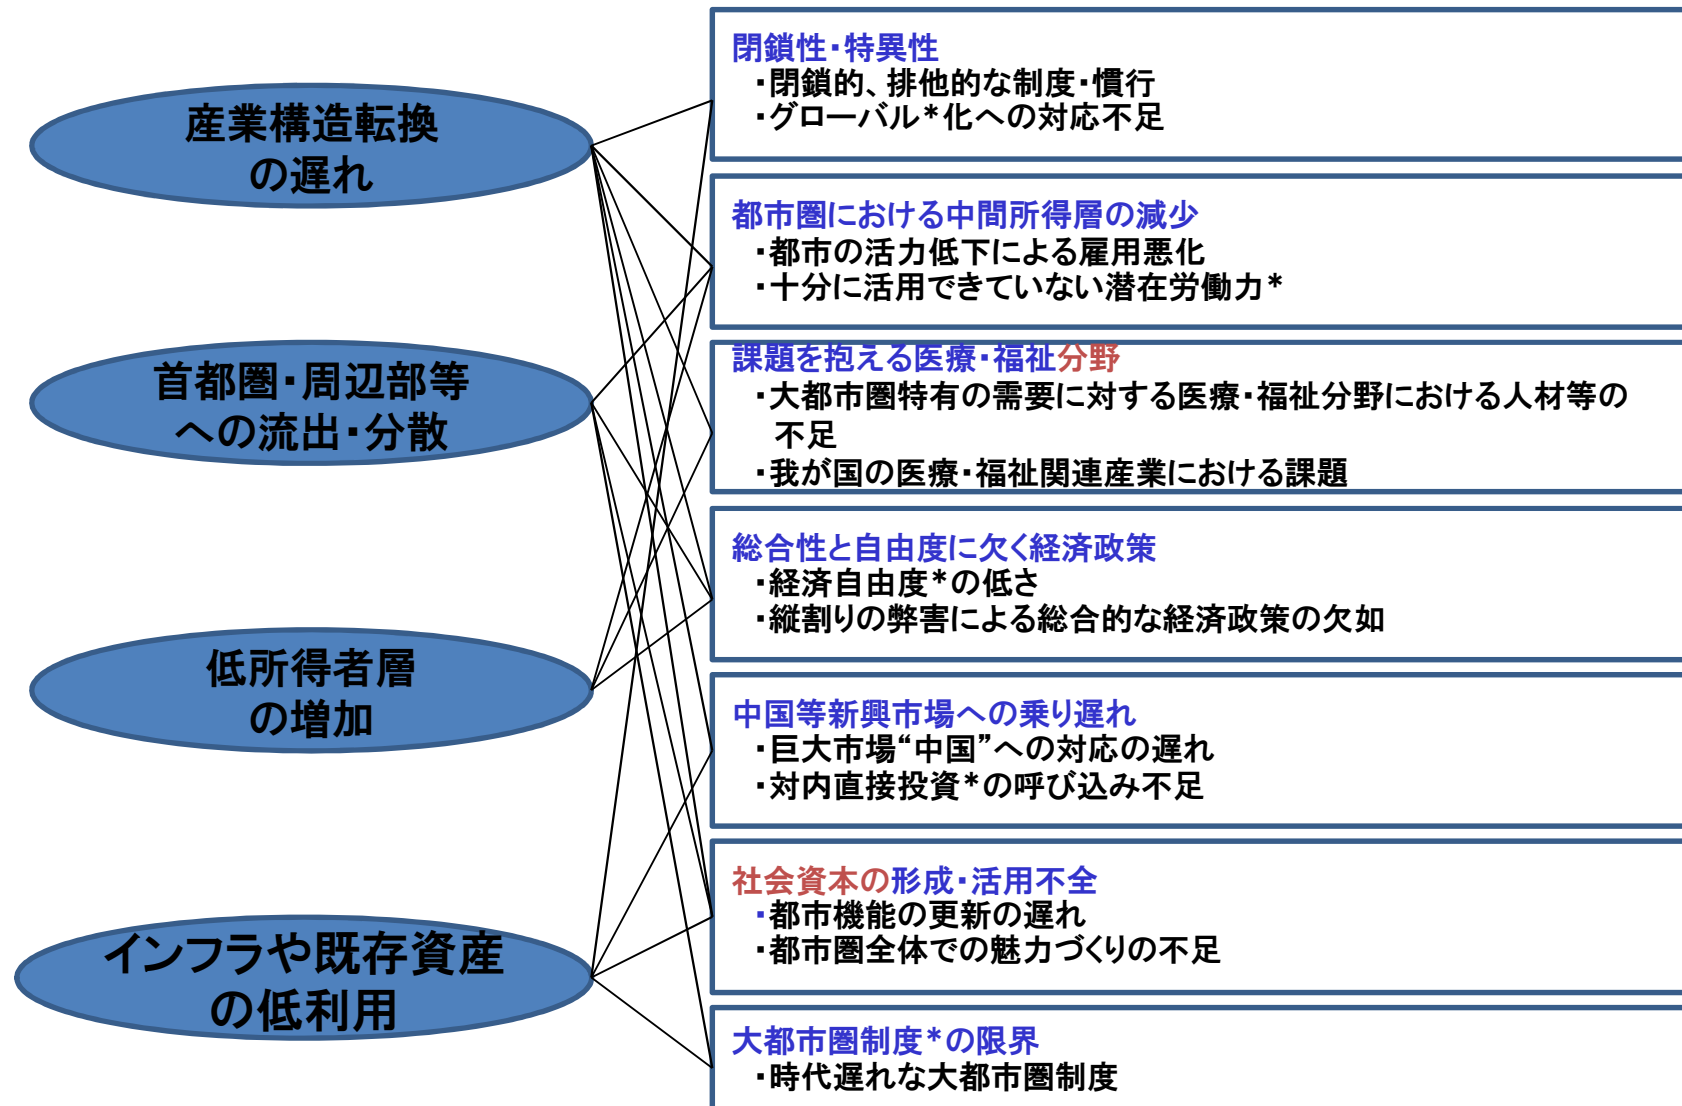 産業構造転換
の遅れ
首都圏・周辺部等
への流出・分散
低所得者層
の増加
インフラや既存資産
の低利用
閉鎖性・特異性
・閉鎖的、排他的な制度・慣行
・グローバル*化への対応不足
都市圏における中間所得層の減少
・都市の活力低下による雇用悪化
・十分に活用できていない潜在労働力*
課題を抱える医療・福祉分野
・大都市圏特有の需要に対する医療・福祉分野における人材等の
不足
・我が国の医療・福祉関連産業における課題
総合性と自由度に欠く経済政策
・経済自由度*の低さ
・縦割りの弊害による総合的な経済政策の欠如
中国等新興市場への乗り遅れ
・巨大市場“中国”への対応の遅れ
・対内直接投資*の呼び込み不足
社会資本の形成・活用不全
・都市機能の更新の遅れ
・都市圏全体での魅力づくりの不足
大都市圏制度*の限界
・時代遅れな大都市圏制度